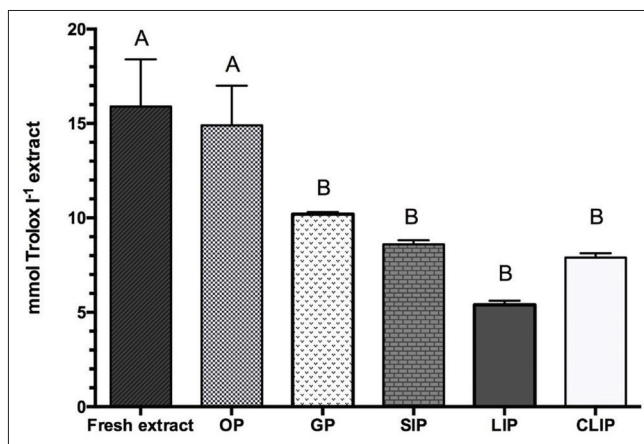 mmol Trolox l⁻¹ extract
20
15
10
5
0
A
A
B
B
B
B
Fresh extract OP GP SIP LIP CLIP